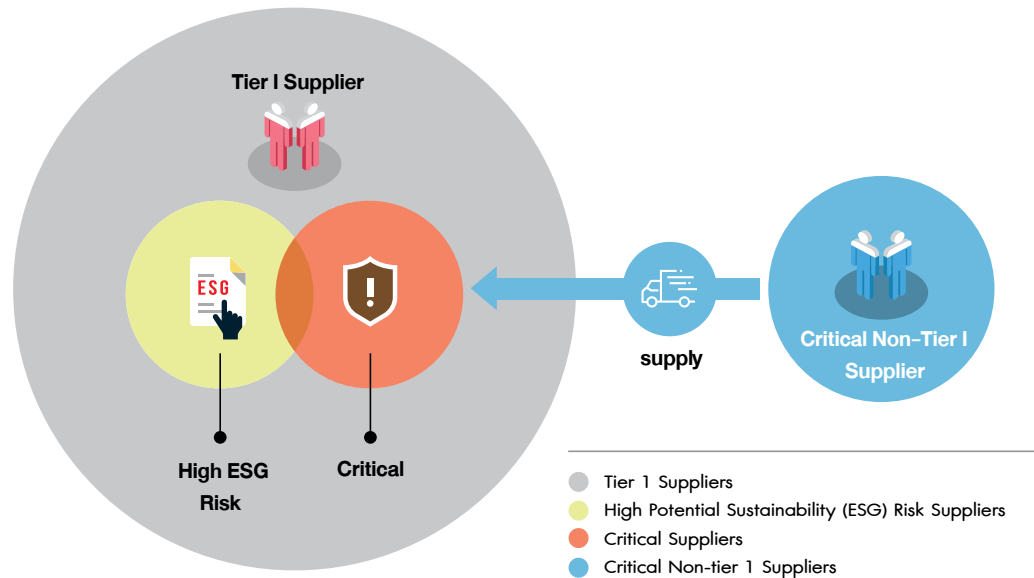 Tier I Supplier
ESG
High ESG
Risk
Critical
supply
Critical Non-Tier I
Supplier
Tier 1 Suppliers
High Potential Sustainability (ESG) Risk Suppliers
Critical Suppliers
Critical Non-tier 1 Suppliers